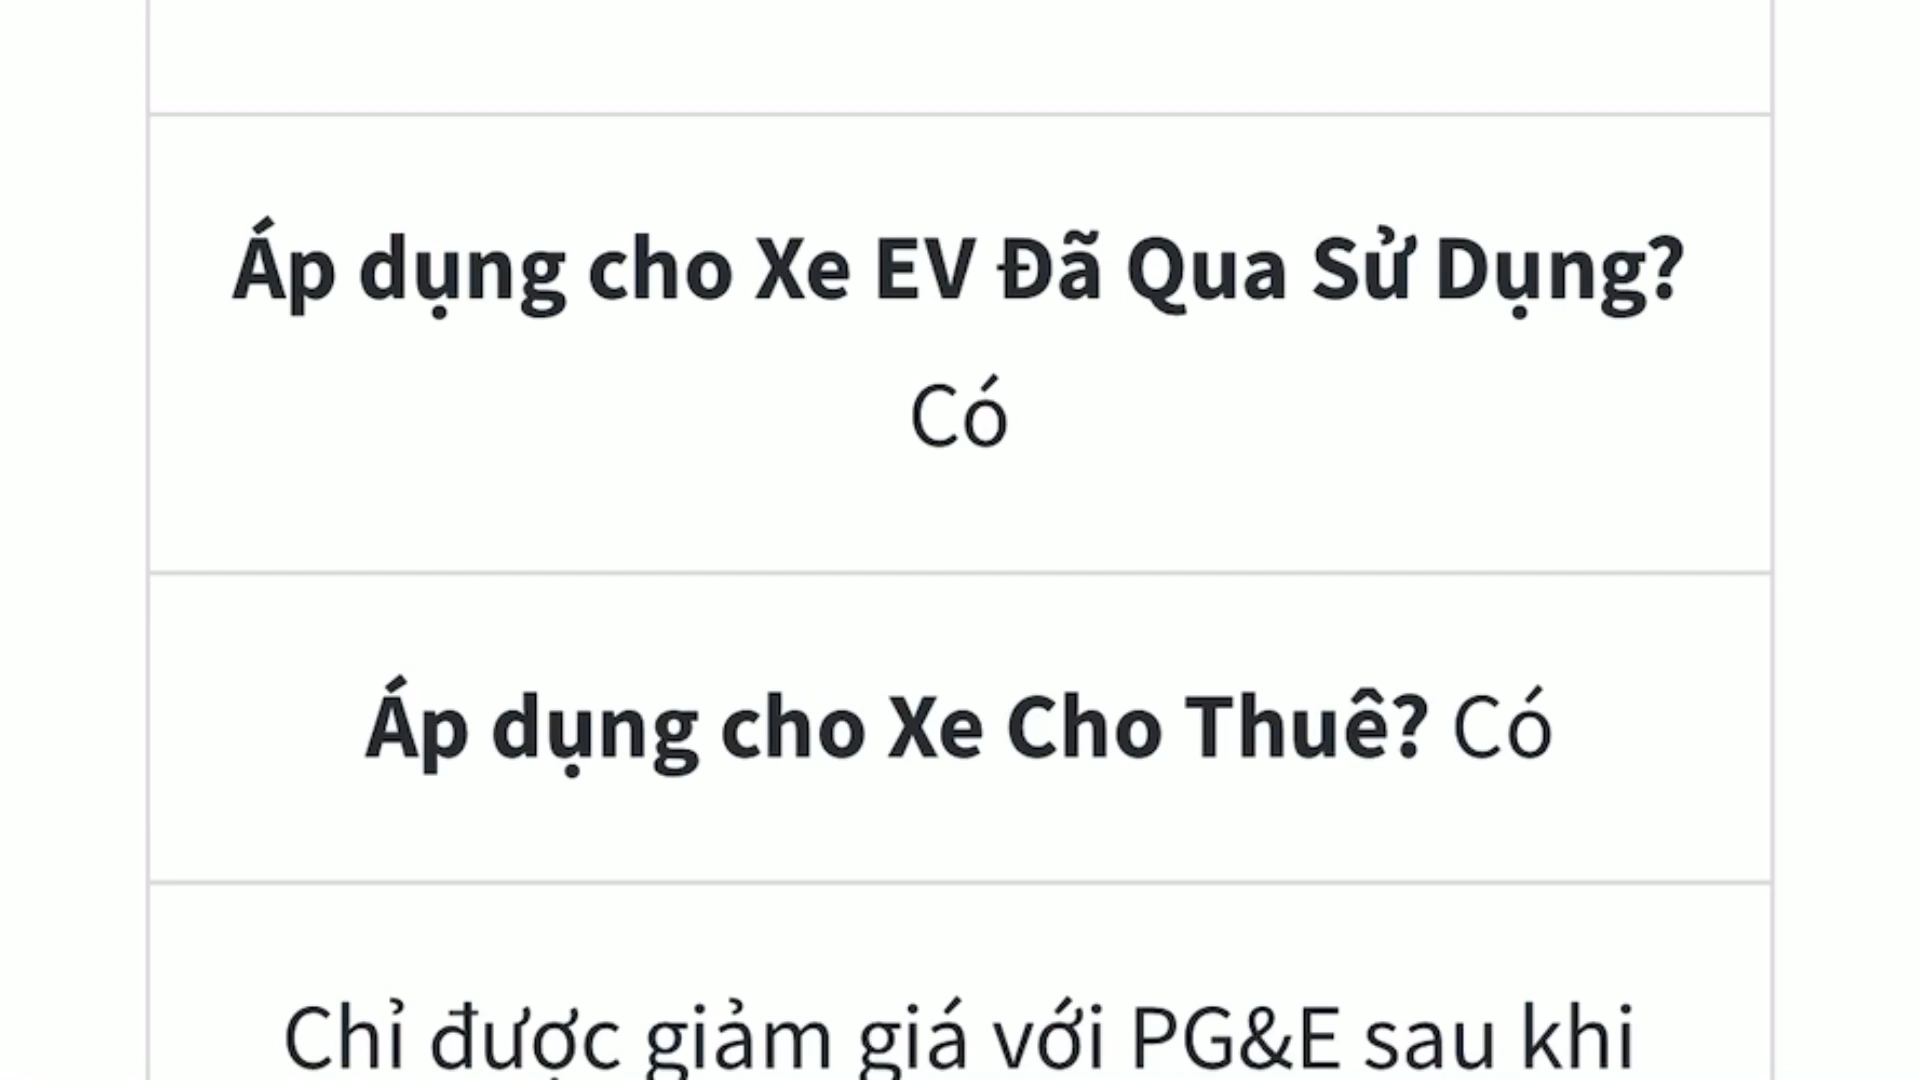 Áp dụng cho Xe EV Đã Qua Sử Dụng?
Có
Áp dụng cho Xe Cho Thuê? Có
Chỉ được giảm giá với PG&E sau khi